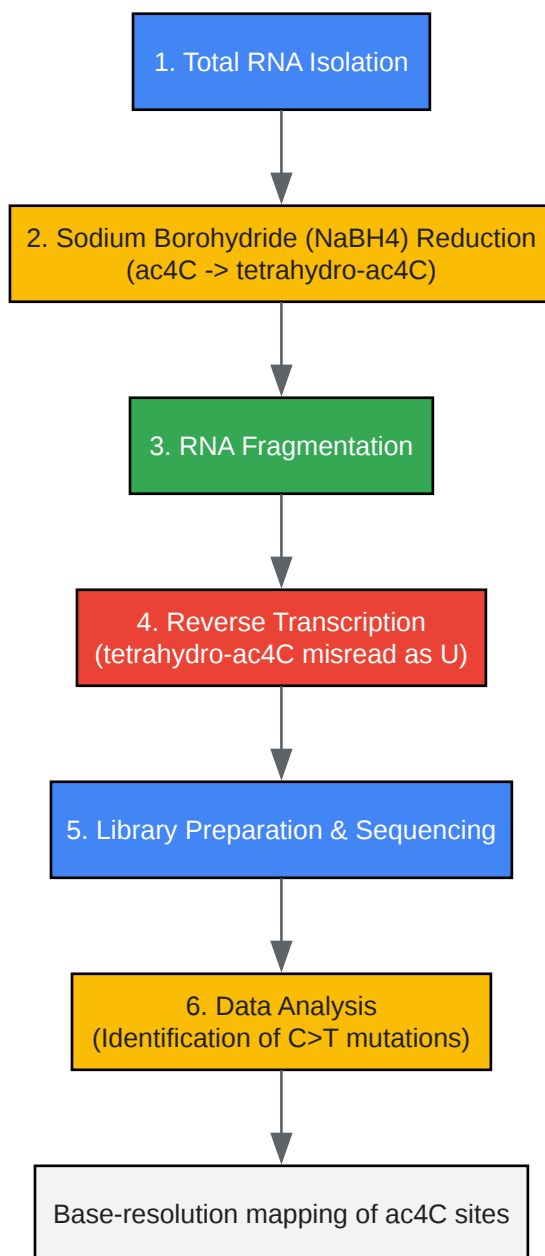 1. Total RNA Isolation
2. Sodium Borohydride (NaBH4) Reduction
(ac4C -> tetrahydro-ac4C)
3. RNA Fragmentation
4. Reverse Transcription
(tetrahydro-ac4C misread as U)
5. Library Preparation & Sequencing
6. Data Analysis
(Identification of C>T mutations)
Base-resolution mapping of ac4C sites